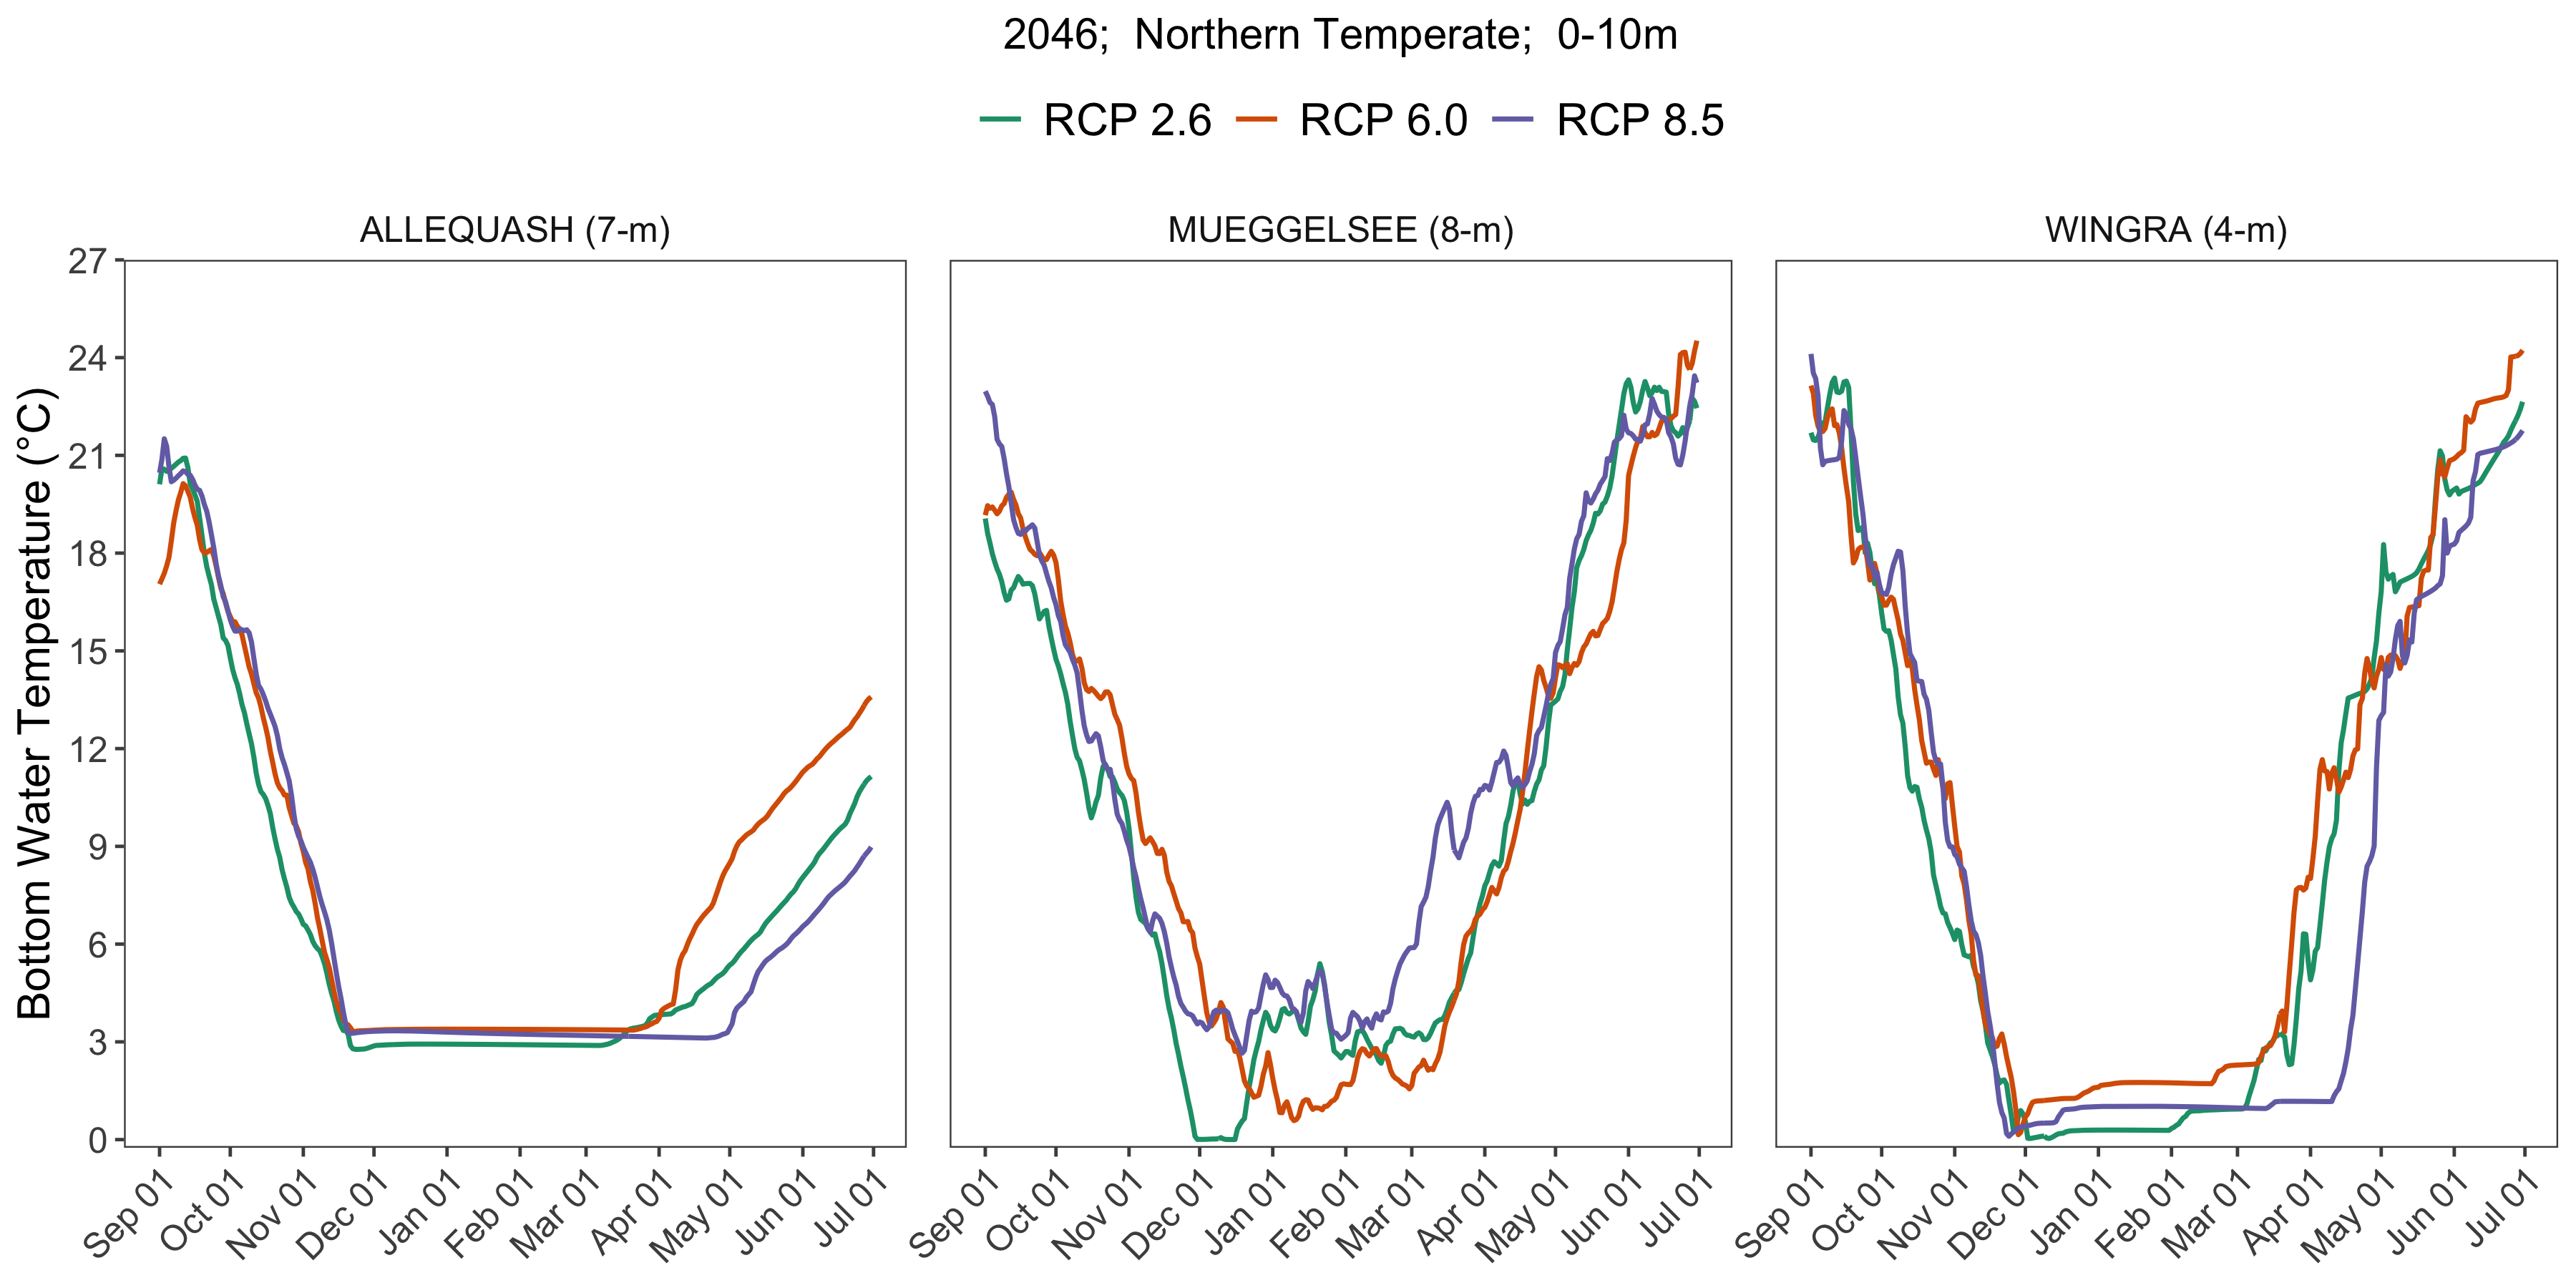 2046;  Northern Temperate;  0-10m
RCP 2.6 RCP 6.0 RCP 8.5
ALLEQUASH (7-m) MUEGGELSEE (8-m) WINGRA (4-m)
Bottom Water Temperature (°C)
27
24
21
18
15
12
9
6
3
0
Sep 01 Oct 01 Nov 01 Dec 01 Jan 01 Feb 01 Mar 01 Apr 01 May 01 Jun 01 Jul 01 Sep 01 Oct 01 Nov 01 Dec 01 Jan 01 Feb 01 Mar 01 Apr 01 May 01 Jun 01 Jul 01 Sep 01 Oct 01 Nov 01 Dec 01 Jan 01 Feb 01 Mar 01 Apr 01 May 01 Jun 01 Jul 01